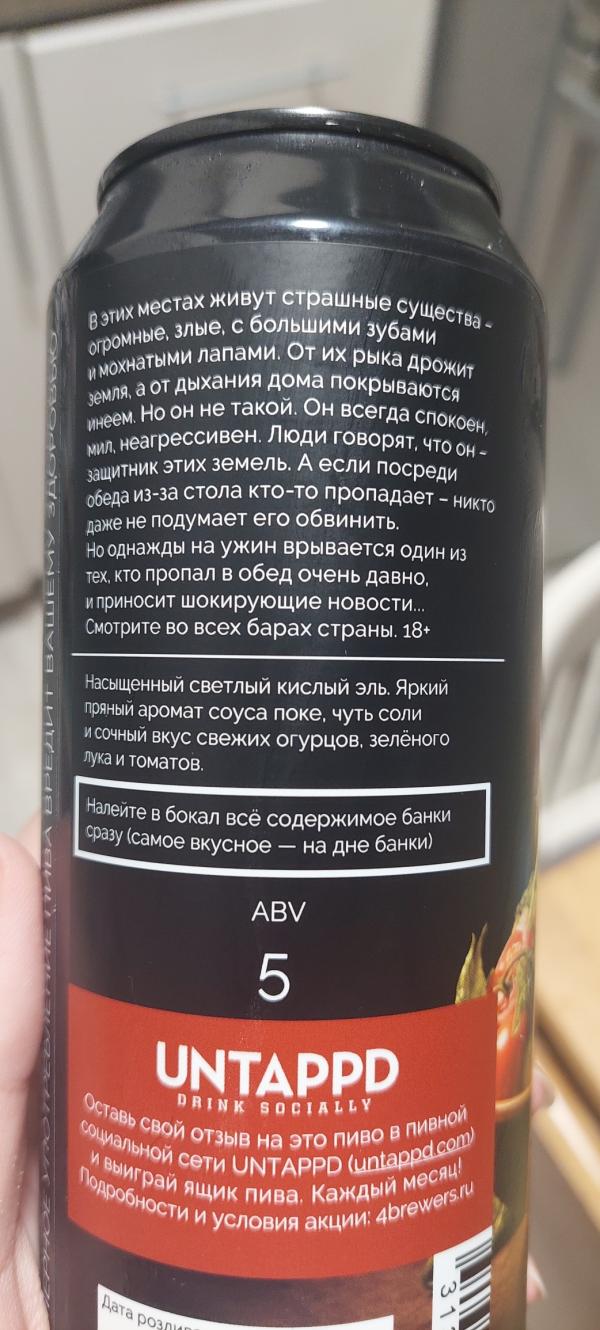 В этих местах живут страшные существа –
огромные, злые, с большими зубами
и мохнатыми лапами. От их рыка дрожит
земля, а от дыхания дома покрываются
инеем. Но он не такой. Он всегда спокоен,
мил, неагрессивен. Люди говорят, что он –
защитник этих земель. А если посреди
обеда из-за стола кто-то пропадает – никто
даже не подумает его обвинить.
Но однажды на ужин врывается один из
тех, кто пропал в обед очень давно,
и приносит шокирующие новости...
Смотрите во всех барах страны. 18+
Насыщенный светлый кислый эль. Яркий
пряный аромат соуса поке, чуть соли
и сочный вкус свежих огурцов, зелёного
лука и томатов.
Налейте в бокал всё содержимое банки
сразу (самое вкусное — на дне банки)
ABV
5
UNTAPPD
DRINK SOCIALLY
Оставь свой отзыв на это пиво в пивной
социальной сети UNTAPPD (untappd.com)
и выиграй ящик пива. Каждый месяц!
Подробности и условия акции: 4brewers.ru
Дата
31
УПОТРЕБЛЕНИЕ ПИВА ВРЕДИТ ВАШЕМУ ЗДОРОВЬЮ